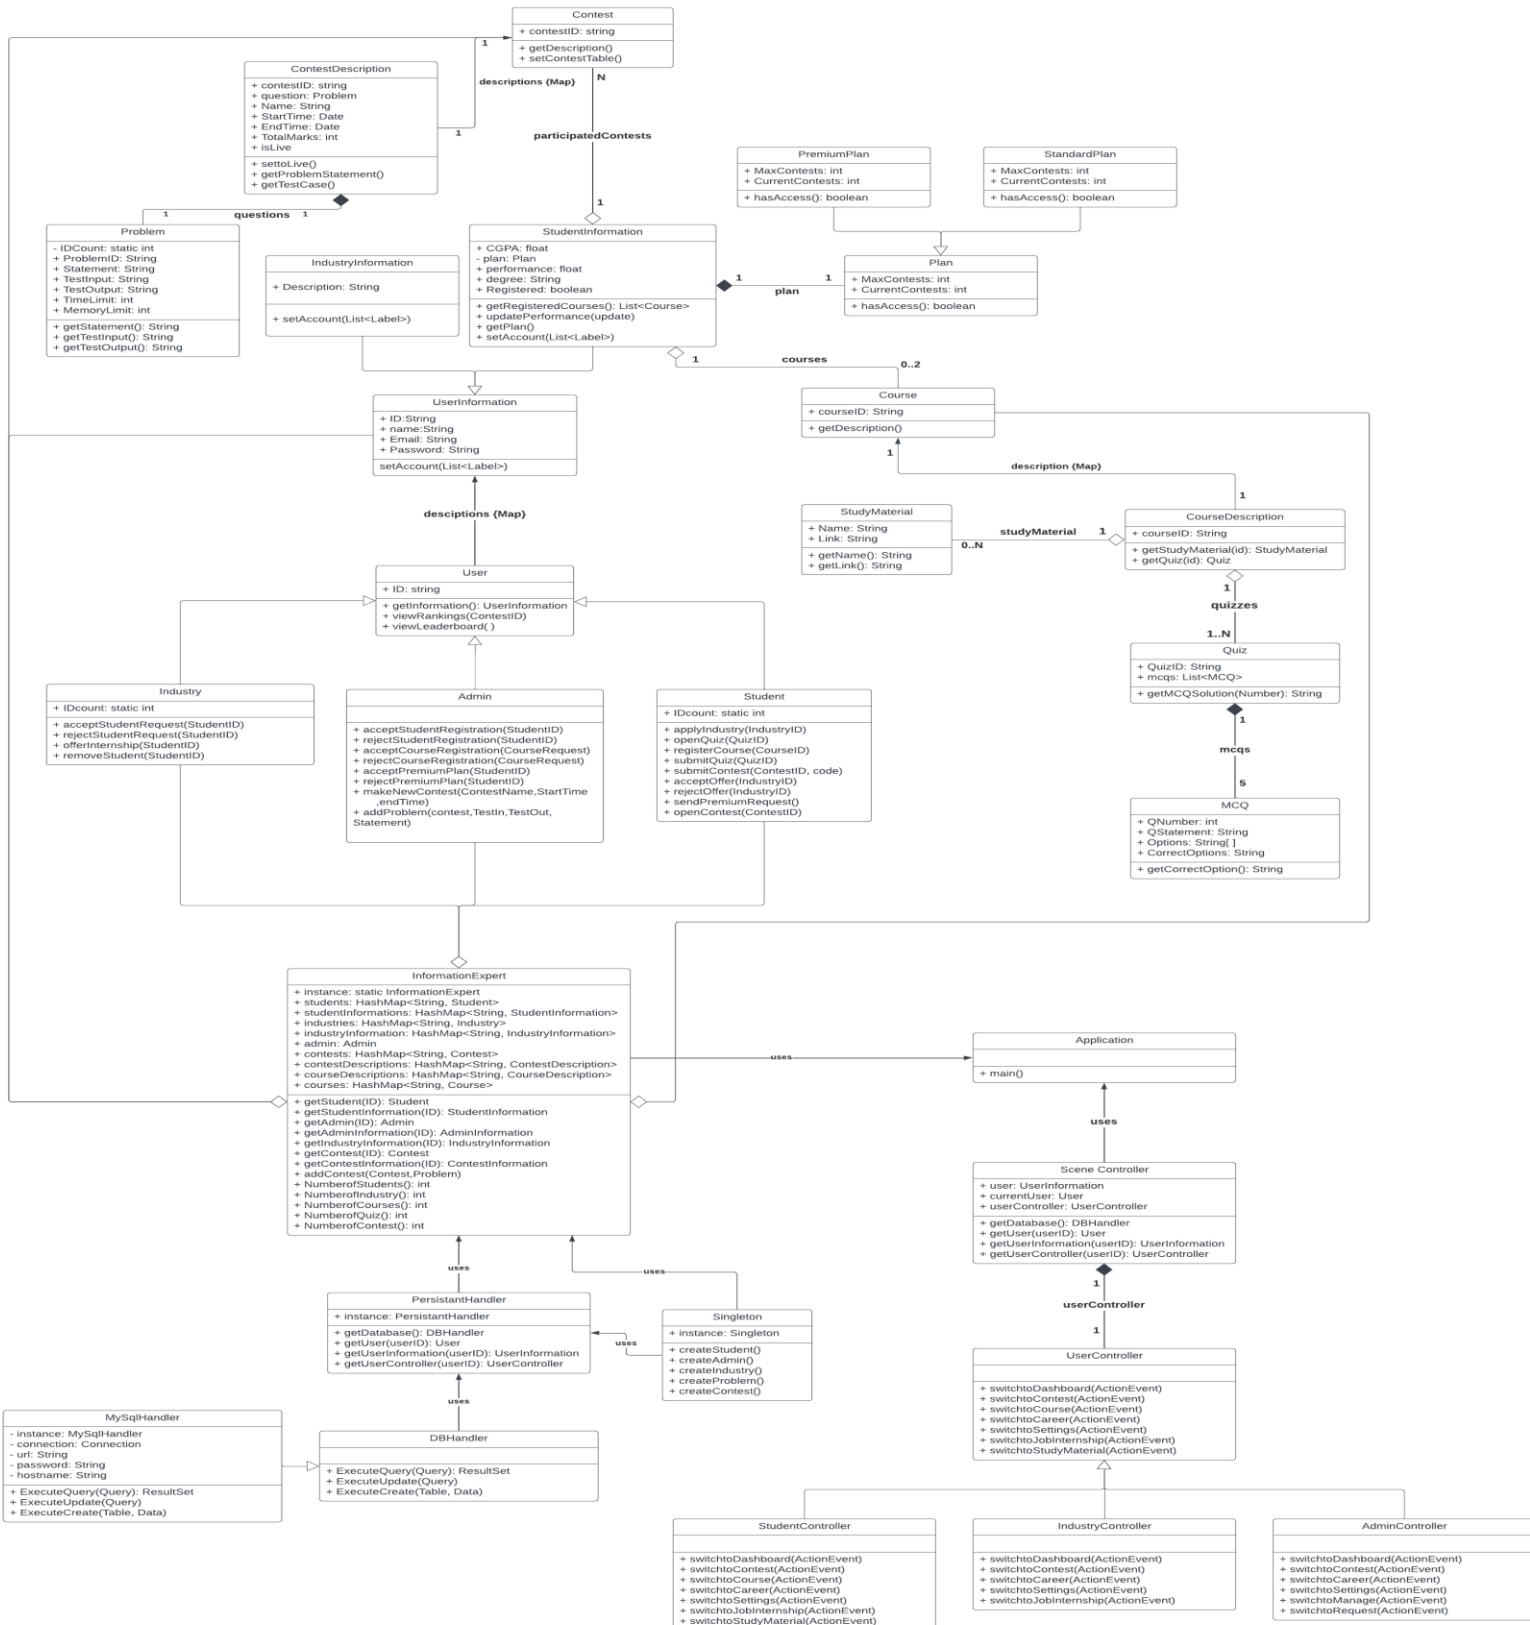 Contest
+ contestID: string
+ getDescription()
+ setContestTable()
1
descriptions {Map}
1
N
participatedContests
1
ContestDescription
+ contestID: string
+ question: Problem
+ Name: String
+ StartTime: Date
+ EndTime: Date
+ TotalMarks: int
+ isLive
+ settoLive()
+ getProblemStatement()
+ getTestCase()
1 questions 1
PremiumPlan
+ MaxContests: int
+ CurrentContests: int
+ hasAccess(): boolean
StandardPlan
+ MaxContests: int
+ CurrentContests: int
+ hasAccess(): boolean
Problem
- IDCount: static int
+ ProblemID: String
+ Statement: String
+ TestInput: String
+ TestOutput: String
+ TimeLimit: int
+ MemoryLimit: int
+ getStatement(): String
+ getTestInput(): String
+ getTestOutput(): String
IndustryInformation
+ Description: String
+ setAccount(List<Label>)
StudentInformation
+ CGPA: float
- plan: Plan
+ performance: float
+ degree: String
+ Registered: boolean
+ getRegisteredCourses(): List<Course>
+ updatePerformance(update)
+ getPlan()
+ setAccount(List<Label>)
1 plan 1
Plan
+ MaxContests: int
+ CurrentContests: int
+ hasAccess(): boolean
1 courses 0..2
UserInformation
+ ID:String
+ name:String
+ Email: String
+ Password: String
setAccount(List<Label>)
Course
+ courseID: String
+ getDescription()
1
description {Map}
1
desciptions {Map}
StudyMaterial
+ Name: String
+ Link: String
+ getName(): String
+ getLink(): String
0..N studyMaterial 1
CourseDescription
+ courseID: String
+ getStudyMaterial(id): StudyMaterial
+ getQuiz(id): Quiz
1
quizzes
1..N
User
+ ID: string
+ getInformation(): UserInformation
+ viewRankings(ContestID)
+ viewLeaderboard( )
Quiz
+ QuizID: String
+ mcqs: List<MCQ>
+ getMCQSolution(Number): String
1
mcqs
5
MCQ
+ QNumber: int
+ QStatement: String
+ Options: String[ ]
+ CorrectOptions: String
+ getCorrectOption(): String
Industry
+ IDcount: static int
+ acceptStudentRequest(StudentID)
+ rejectStudentRequest(StudentID)
+ offerInternship(StudentID)
+ removeStudent(StudentID)
Admin
+ acceptStudentRegistration(StudentID)
+ rejectStudentRegistration(StudentID)
+ acceptCourseRegistration(CourseRequest)
+ rejectCourseRegistration(CourseRequest)
+ acceptPremiumPlan(StudentID)
+ rejectPremiumPlan(StudentID)
+ makeNewContest(ContestName,StartTime
,endTime)
+ addProblem(contest,TestIn,TestOut,
Statement)
Student
+ IDcount: static int
+ applyIndustry(IndustryID)
+ openQuiz(QuizID)
+ registerCourse(CourseID)
+ submitQuiz(QuizID)
+ submitContest(ContestID, code)
+ acceptOffer(IndustryID)
+ rejectOffer(IndustryID)
+ sendPremiumRequest()
+ openContest(ContestID)
InformationExpert
+ instance: static InformationExpert
+ students: HashMap<String, Student>
+ studentInformations: HashMap<String, StudentInformation>
+ industries: HashMap<String, Industry>
+ industryInformation: HashMap<String, IndustryInformation>
+ admin: Admin
+ contests: HashMap<String, Contest>
+ contestDescriptions: HashMap<String, ContestDescription>
+ courseDescriptions: HashMap<String, CourseDescription>
+ courses: HashMap<String, Course>
+ getStudent(ID): Student
+ getStudentInformation(ID): StudentInformation
+ getAdmin(ID): Admin
+ getAdminInformation(ID): AdminInformation
+ getIndustryInformation(ID): IndustryInformation
+ getContest(ID): Contest
+ getContestInformation(ID): ContestInformation
+ addContest(Contest,Problem)
+ NumberofStudents(): int
+ NumberofIndustry(): int
+ NumberofCourses(): int
+ NumberofQuiz(): int
+ NumberofContest(): int
uses
Application
+ main()
uses
Scene Controller
+ user: UserInformation
+ currentUser: User
+ userController: UserController
+ getDatabase(): DBHandler
+ getUser(userID): User
+ getUserInformation(userID): UserInformation
+ getUserController(userID): UserController
1
userController
1
uses
uses
PersistantHandler
+ instance: PersistantHandler
+ getDatabase(): DBHandler
+ getUser(userID): User
+ getUserInformation(userID): UserInformation
+ getUserController(userID): UserController
uses
Singleton
+ instance: Singleton
+ createStudent()
+ createAdmin()
+ createIndustry()
+ createProblem()
+ createContest()
uses
UserController
+ switchtoDashboard(ActionEvent)
+ switchtoContest(ActionEvent)
+ switchtoCourse(ActionEvent)
+ switchtoCareer(ActionEvent)
+ switchtoSettings(ActionEvent)
+ switchtoJobInternship(ActionEvent)
+ switchtoStudyMaterial(ActionEvent)
MySqlHandler
- instance: MySqlHandler
- connection: Connection
- url: String
- password: String
- hostname: String
+ ExecuteQuery(Query): ResultSet
+ ExecuteUpdate(Query)
+ ExecuteCreate(Table, Data)
DBHandler
+ ExecuteQuery(Query): ResultSet
+ ExecuteUpdate(Query)
+ ExecuteCreate(Table, Data)
StudentController
+ switchtoDashboard(ActionEvent)
+ switchtoContest(ActionEvent)
+ switchtoCourse(ActionEvent)
+ switchtoCareer(ActionEvent)
+ switchtoSettings(ActionEvent)
+ switchtoJobInternship(ActionEvent)
+ switchtoStudyMaterial(ActionEvent)
IndustryController
+ switchtoDashboard(ActionEvent)
+ switchtoContest(ActionEvent)
+ switchtoCareer(ActionEvent)
+ switchtoSettings(ActionEvent)
+ switchtoJobInternship(ActionEvent)
AdminController
+ switchtoDashboard(ActionEvent)
+ switchtoContest(ActionEvent)
+ switchtoCareer(ActionEvent)
+ switchtoSettings(ActionEvent)
+ switchtoManage(ActionEvent)
+ switchtoRequest(ActionEvent)